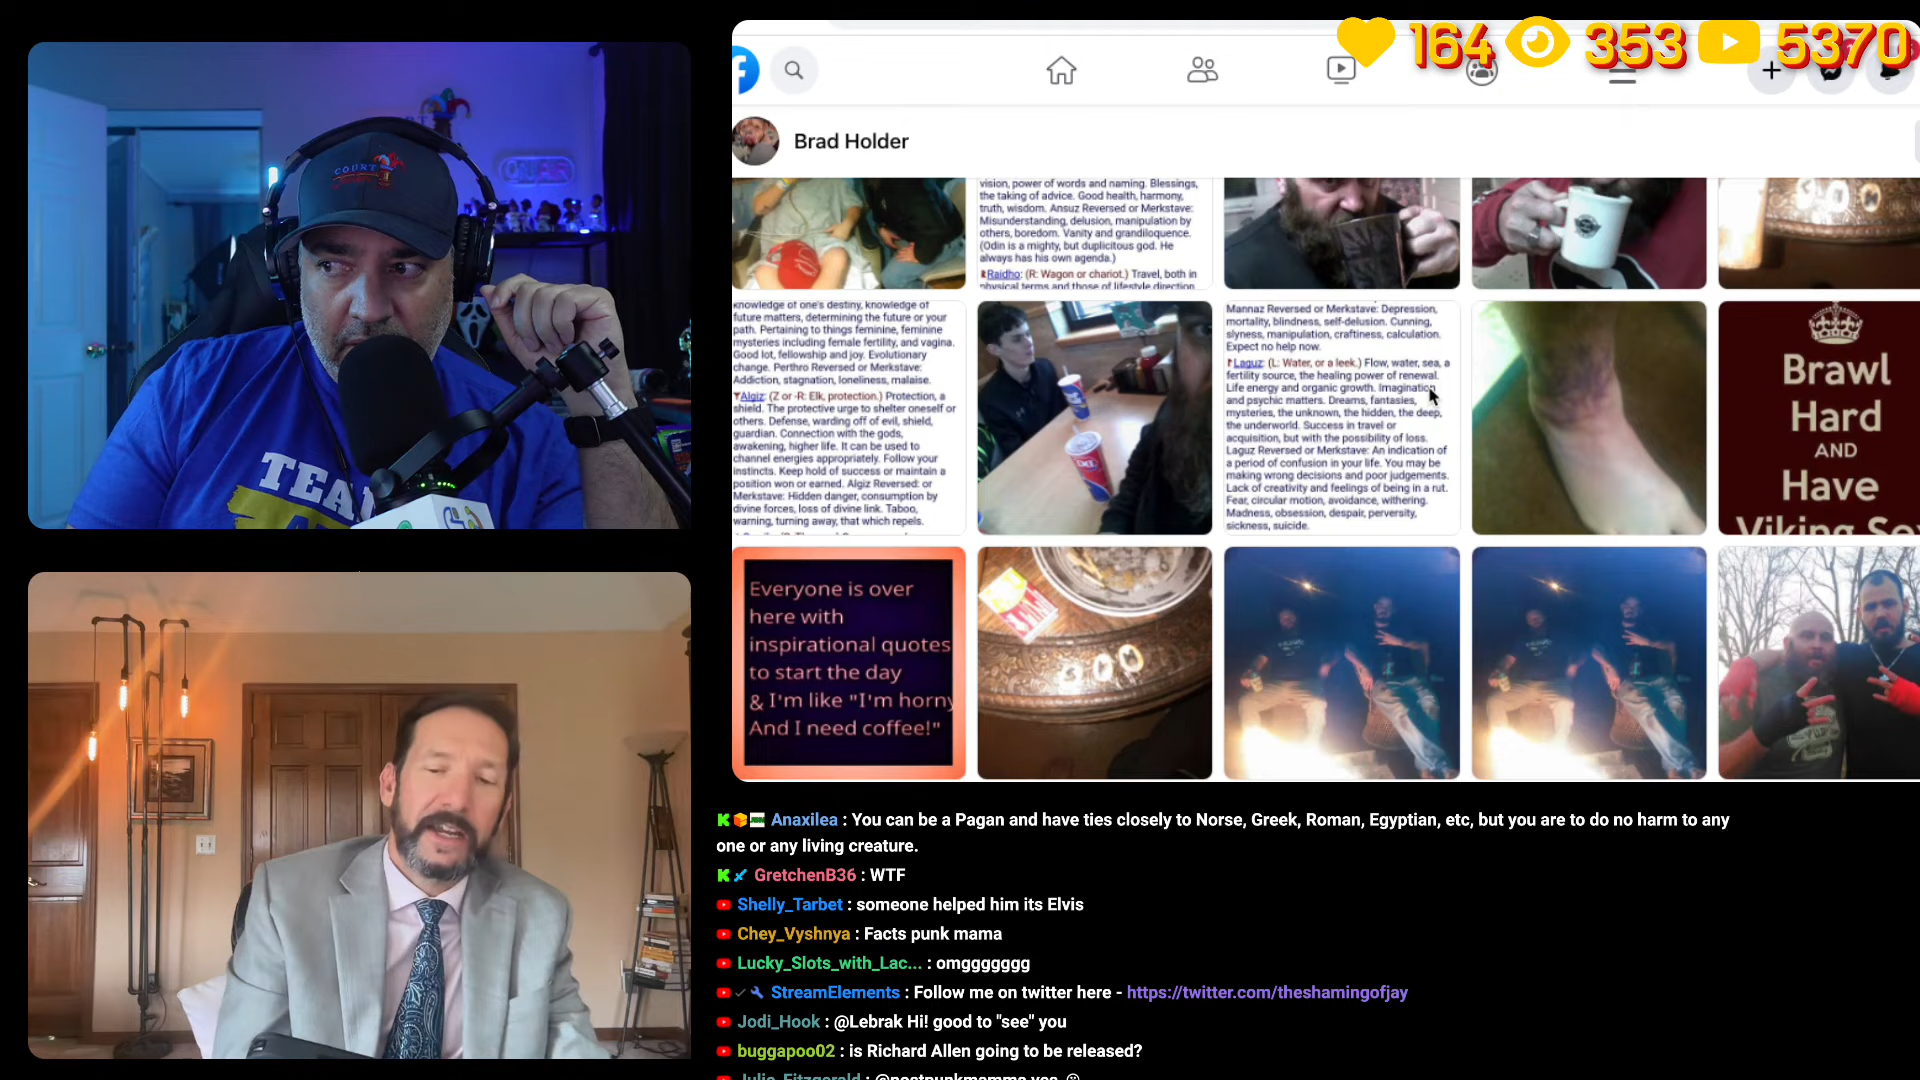 164 353 5370
Brad Holder
COURT
ON AIR
TEAM
vision, power of words and naming. Blessings,
the taking of advice. Good health, harmony,
truth, wisdom. Ansuz Reversed or Merkstave:
Misunderstanding, delusion, manipulation by
others, boredom. Vanity and grandiloquence.
(Odin is a mighty, but duplicitous god. He
always has his own agenda.)
Raidho: (R: Wagon or chariot.) Travel, both in
physical terms and those of lifestyle direction
knowledge of one's destiny, knowledge of
future matters, determining the future or your
path. Pertaining to things feminine, feminine
mysteries including female fertility, and vagina.
Good lot, fellowship and joy. Evolutionary
change. Perthro Reversed or Merkstave:
Addiction, stagnation, loneliness, malaise.
Algiz: (Z or -R: Elk, protection.) Protection, a
shield. The protective urge to shelter oneself or
others. Defense, warding off of evil, shield,
guardian. Connection with the gods,
awakening, higher life. It can be used to
channel energies appropriately. Follow your
instincts. Keep hold of success or maintain a
position won or earned. Algiz Reversed: or
Merkstave: Hidden danger, consumption by
divine forces, loss of divine link. Taboo,
warning, turning away, that which repels.
Mannaz Reversed or Merkstave: Depression,
mortality, blindness, self-delusion. Cunning,
slyness, manipulation, craftiness, calculation.
Expect no help now.
Laguz: (L: Water, or a leek.) Flow, water, sea, a
fertility source, the healing power of renewal.
Life energy and organic growth. Imagination
and psychic matters. Dreams, fantasies,
mysteries, the unknown, the hidden, the deep,
the underworld. Success in travel or
acquisition, but with the possibility of loss.
Laguz Reversed or Merkstave: An indication of
a period of confusion in your life. You may be
making wrong decisions and poor judgements.
Lack of creativity and feelings of being in a rut.
Fear, circular motion, avoidance, withering.
Madness, obsession, despair, perversity,
sickness, suicide.
Brawl
Hard
AND
Have
Viking Se
Everyone is over
here with
inspirational quotes
to start the day
& I'm like "I'm horny
And I need coffee!"
Anaxilea : You can be a Pagan and have ties closely to Norse, Greek, Roman, Egyptian, etc, but you are to do no harm to any
one or any living creature.
GretchenB36 : WTF
Shelly_Tarbet : someone helped him its Elvis
Chey_Vyshnya : Facts punk mama
Lucky_Slots_with_Lac... : omggggggg
StreamElements : Follow me on twitter here - https://twitter.com/theshamingofjay
Jodi_Hook : @Lebrak Hi! good to "see" you
buggapoo02 : is Richard Allen going to be released?
Julie_Fitzgerald : @postpunkmamma yes